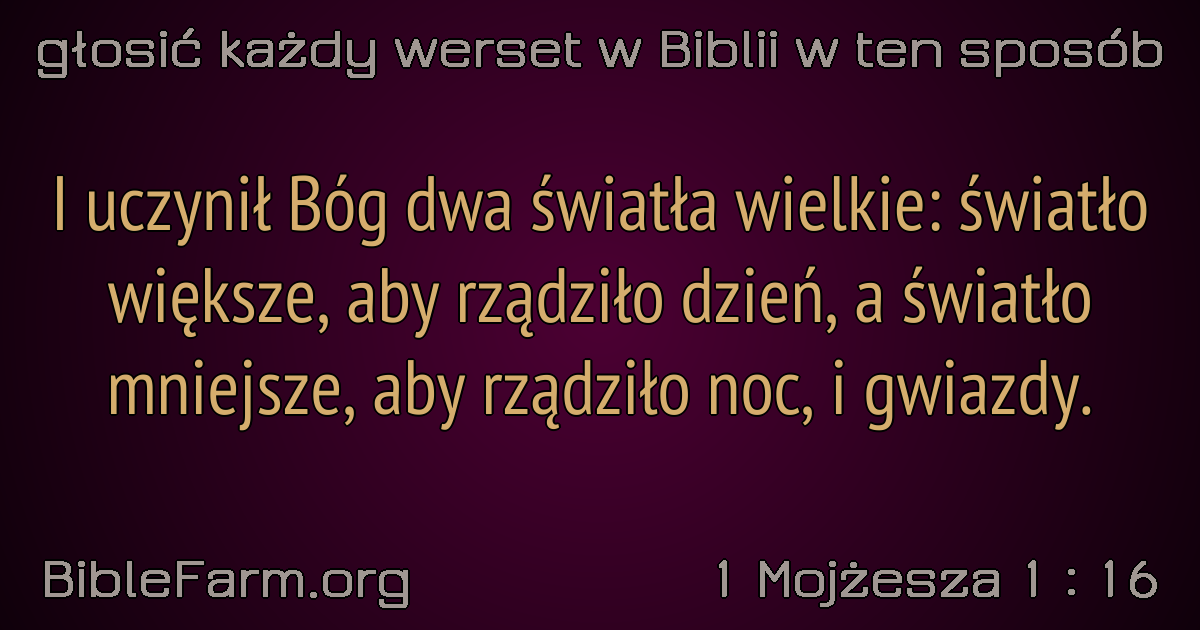 głosić każdy werset w Biblii w ten sposób
I uczynił Bóg dwa światła wielkie: światło
większe, aby rządziło dzień, a światło
mniejsze, aby rządziło noc, i gwiazdy.
BibleFarm.org
1 Mojżesza 1 : 16